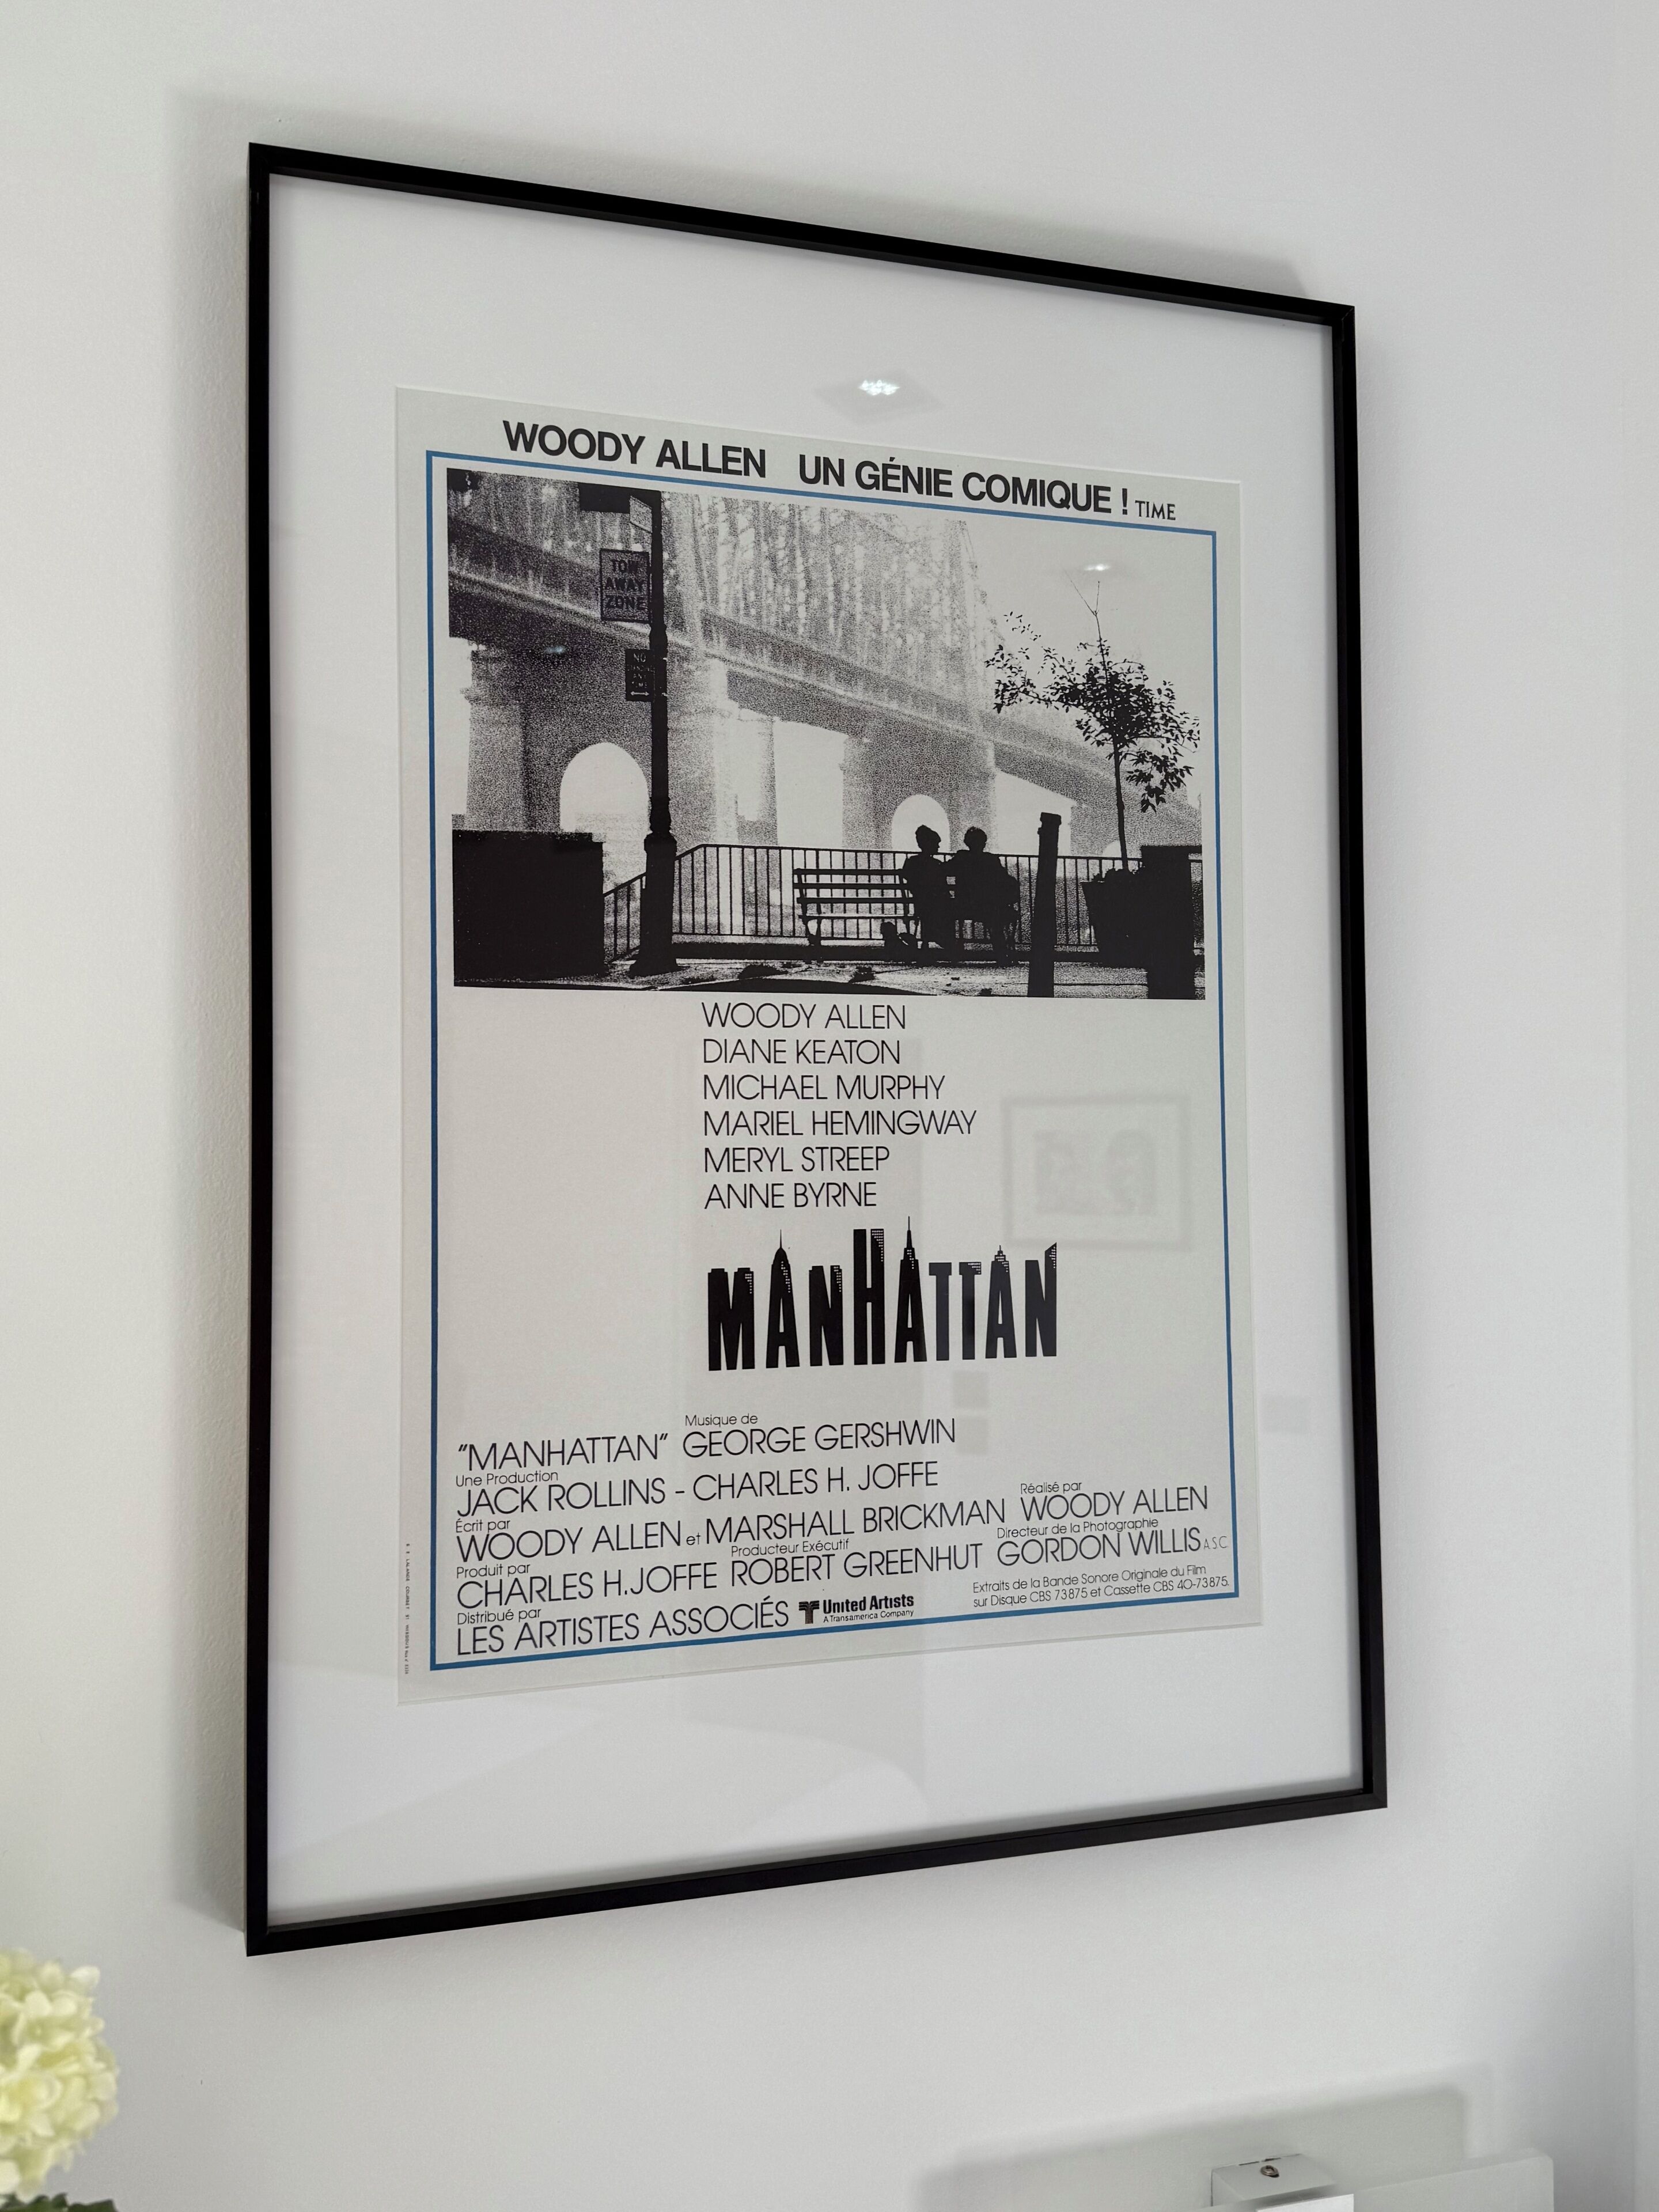 WOODY ALLEN UN GÉNIE COMIQUE ! TIME
TOW
AWAY
ZONE
NO
WOODY ALLEN
DIANE KEATON
MICHAEL MURPHY
MARIEL HEMINGWAY
MERYL STREEP
ANNE BYRNE
MANHATTAN
Musique de
"MANHATTAN" GEORGE GERSHWIN
Une Production
JACK ROLLINS - CHARLES H. JOFFE
Écrit par Réalisé par
WOODY ALLEN et MARSHALL BRICKMAN WOODY ALLEN
Produit par Producteur Exécutif Directeur de la Photographie
CHARLES H. JOFFE ROBERT GREENHUT GORDON WILLIS A.S.C
Distribué par
LES ARTISTES ASSOCIÉS United Artists
A Transamerica Company
Extraits de la Bande Sonore Originale du Film
sur Disque CBS 73875 et Cassette CBS 40-73875.